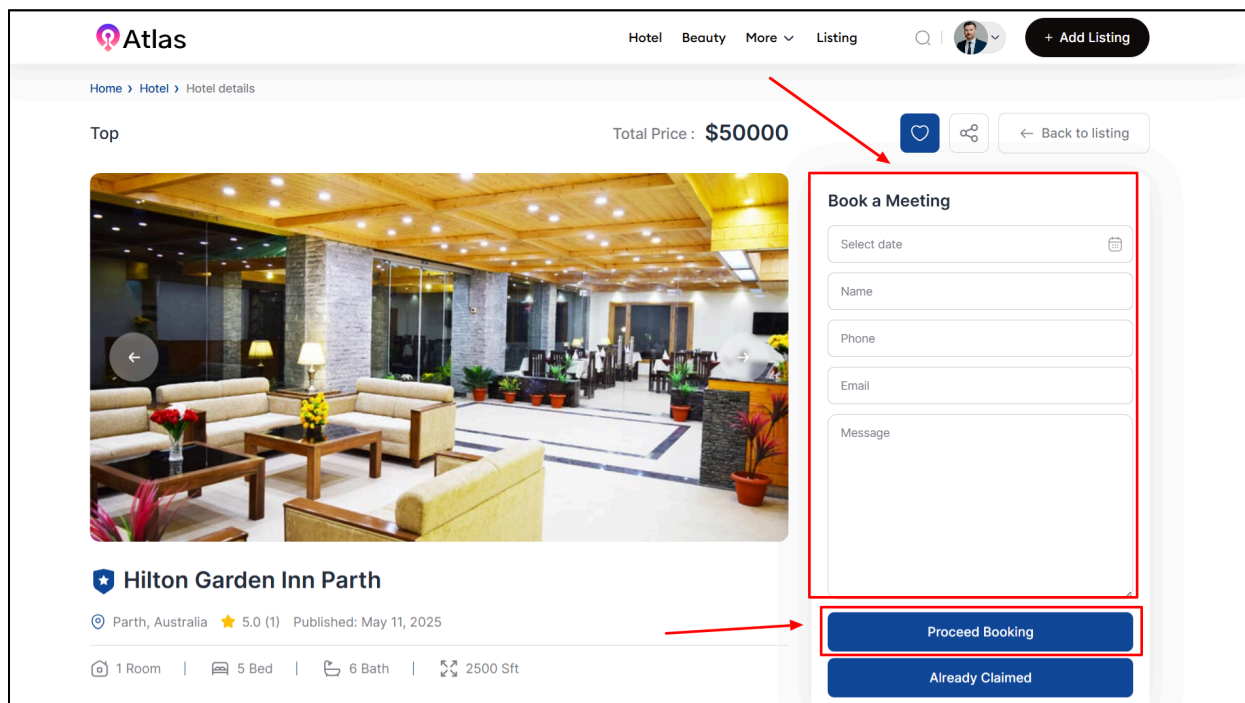 Atlas
Hotel Beauty More Listing
+ Add Listing
Home › Hotel › Hotel details
Top
Total Price : $50000
← Back to listing
Book a Meeting
Select date
Name
Phone
Email
Message
Proceed Booking
Already Claimed
Hilton Garden Inn Parth
Parth, Australia 5.0 (1) Published: May 11, 2025
1 Room | 5 Bed | 6 Bath | 2500 Sft